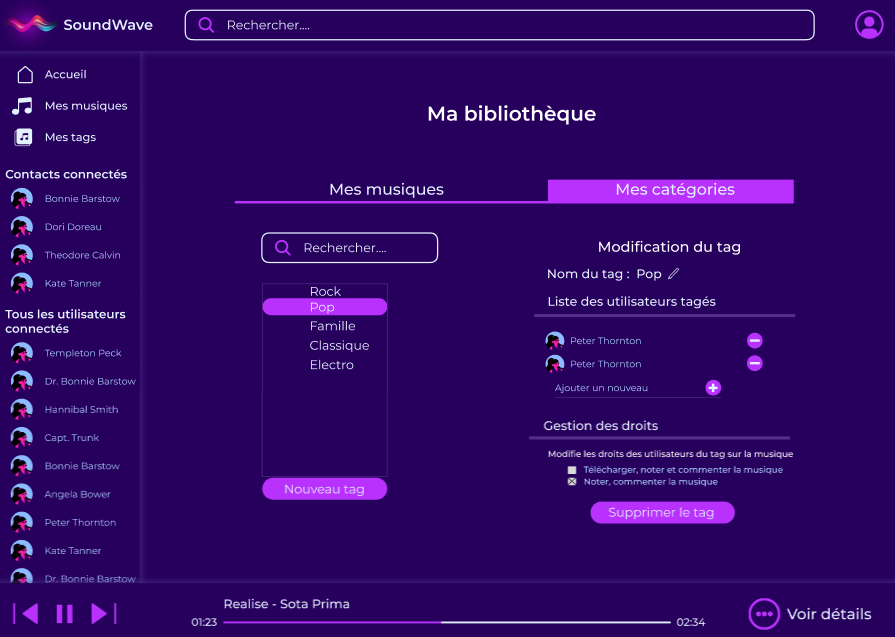 SoundWave
Rechercher....
Accueil
Mes musiques
Mes tags
Contacts connectés
Bonnie Barstow
Dori Doreau
Theodore Calvin
Kate Tanner
Tous les utilisateurs
connectés
Templeton Peck
Dr. Bonnie Barstow
Hannibal Smith
Capt. Trunk
Bonnie Barstow
Angela Bower
Peter Thornton
Kate Tanner
Dr. Bonnie Barstow
Ma bibliothèque
Mes musiques
Mes catégories
Rechercher....
Rock
Pop
Famille
Classique
Electro
Nouveau tag
Modification du tag
Nom du tag : Pop
Liste des utilisateurs tagés
Peter Thornton
Peter Thornton
Ajouter un nouveau
Gestion des droits
Modifie les droits des utilisateurs du tag sur la musique
Télécharger, noter et commenter la musique
Noter, commenter la musique
Supprimer le tag
Realise - Sota Prima
01:23
02:34
Voir détails